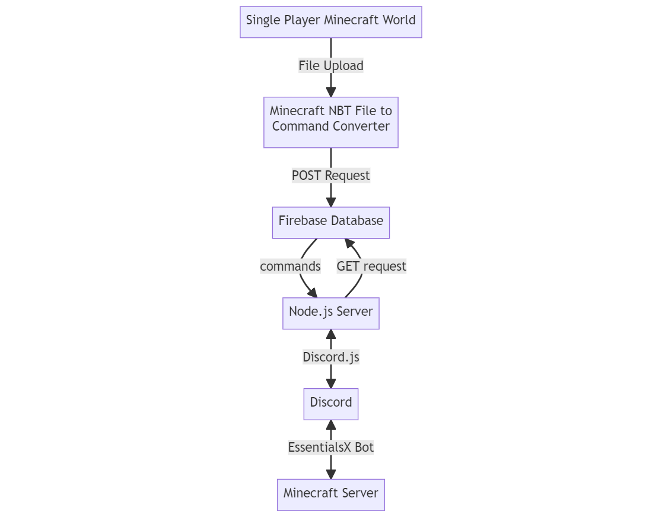 Single Player Minecraft World
File Upload
Minecraft NBT File to
Command Converter
POST Request
Firebase Database
commands
GET request
Node.js Server
Discord.js
Discord
EssentialsX Bot
Minecraft Server